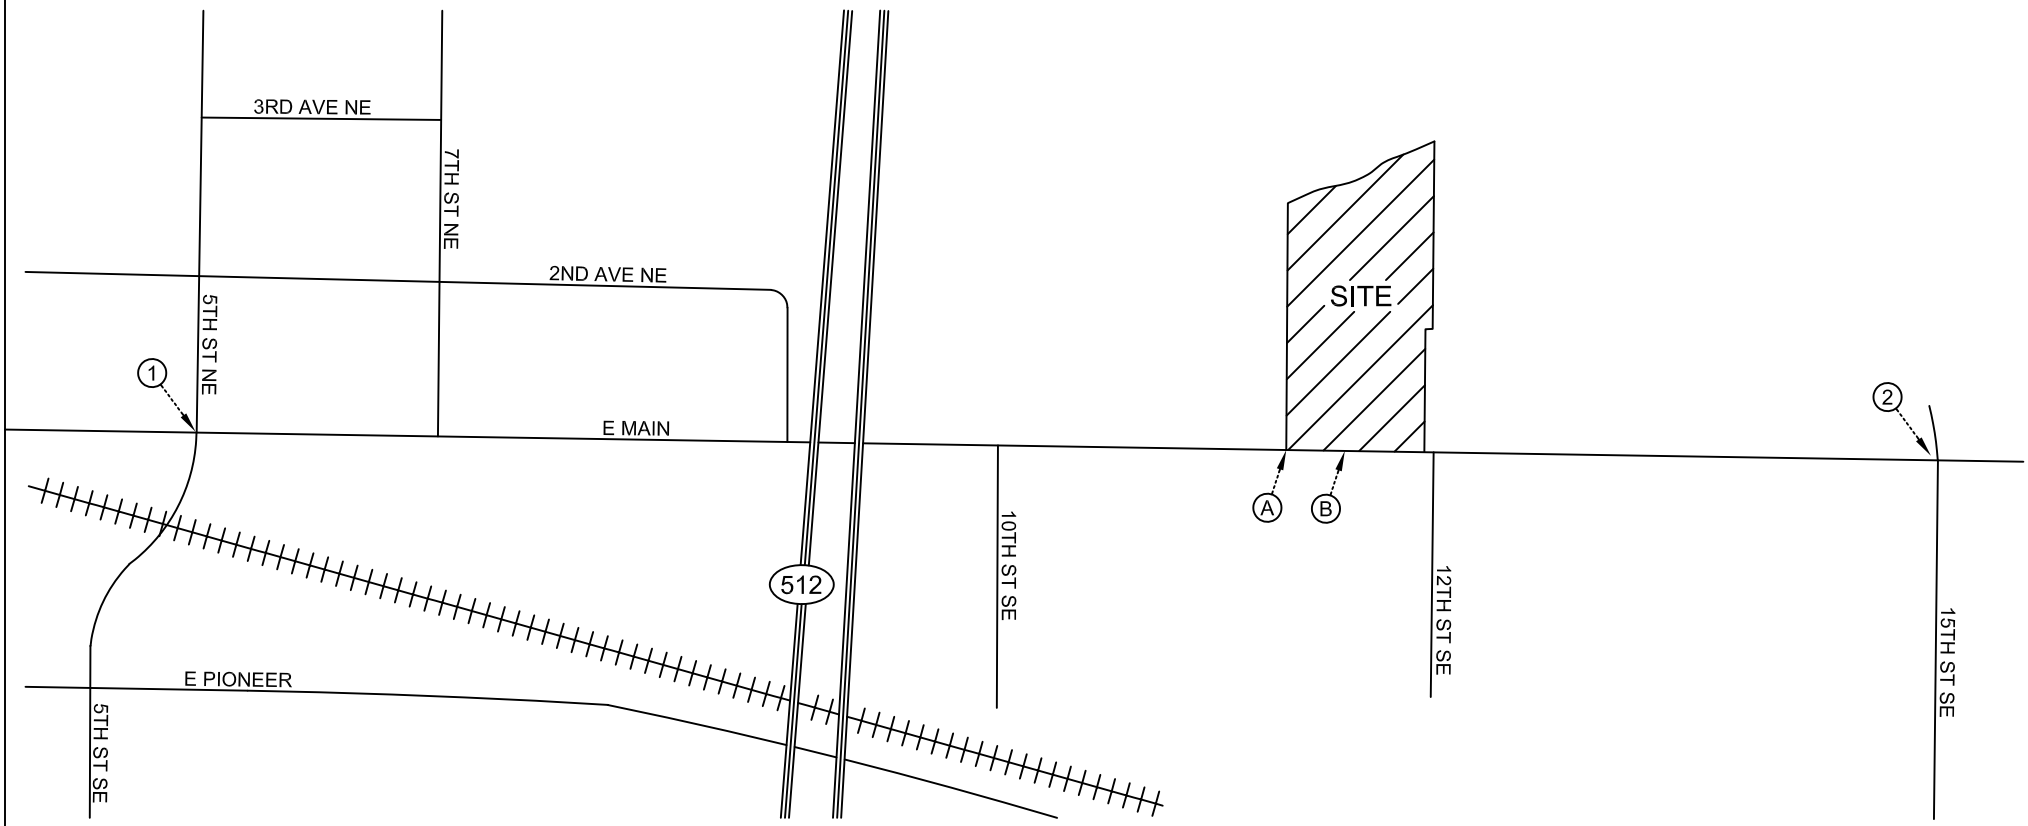 3RD AVE NE
7TH ST NE
2ND AVE NE
5TH ST NE
SITE
1
2
E MAIN
A
B
10TH ST SE
512
12TH ST SE
15TH ST SE
E PIONEER
5TH ST SE